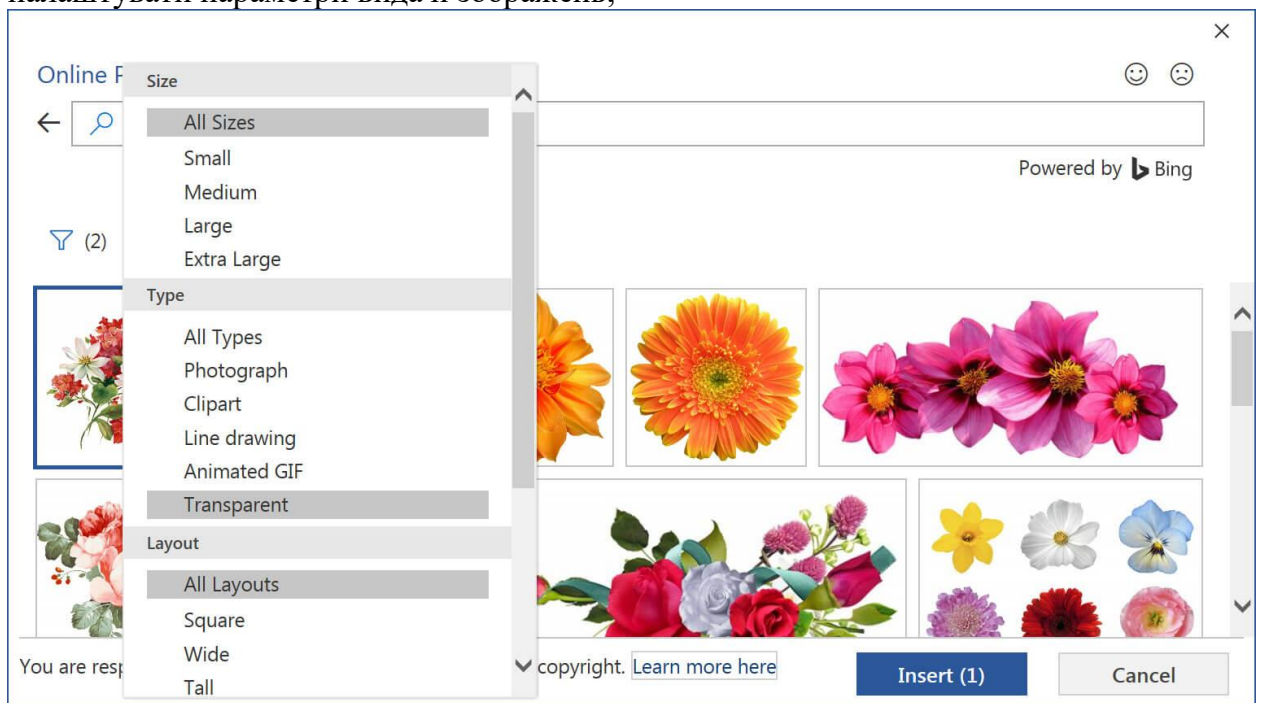 Online P
Size
All Sizes
Small
Medium
Large
Extra Large
Type
All Types
Photograph
Clipart
Line drawing
Animated GIF
Transparent
Layout
All Layouts
Square
Wide
Tall
Powered by Bing
(2)
You are resp
copyright. Learn more here
Insert (1)
Cancel